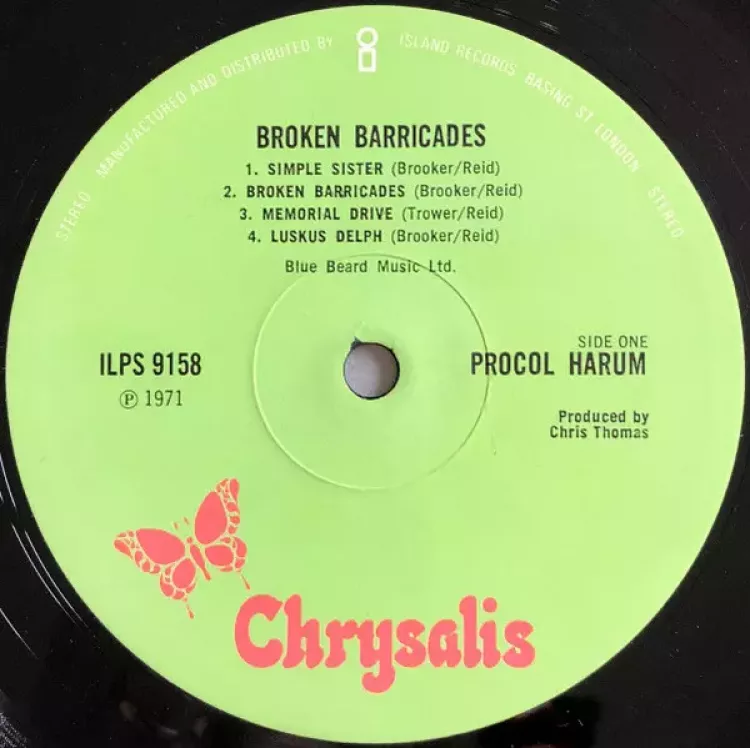 STEREO MANUFACTURED AND DISTRIBUTED BY ISLAND RECORDS BASING ST LONDON STEREO
BROKEN BARRICADES
1. SIMPLE SISTER (Brooker/Reid)
2. BROKEN BARRICADES (Brooker/Reid)
3. MEMORIAL DRIVE (Trower/Reid)
4. LUSKUS DELPH (Brooker/Reid)
Blue Beard Music Ltd.
ILPS 9158
℗ 1971
SIDE ONE
PROCOL HARUM
Produced by
Chris Thomas
Chrysalis